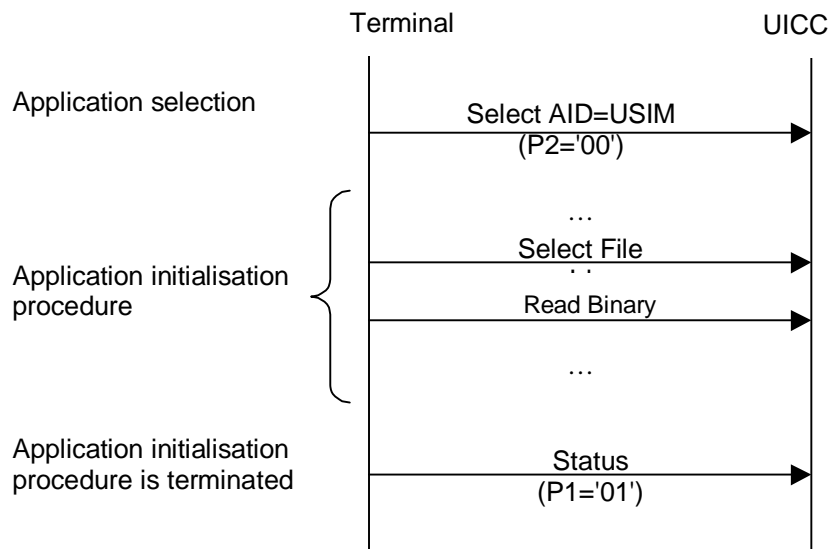 Terminal
UICC
Application selection
Select AID=USIM
(P2='00')
…
Select File
Application initialisation
procedure
. .
Read Binary
…
Application initialisation
procedure is terminated
Status
(P1='01')